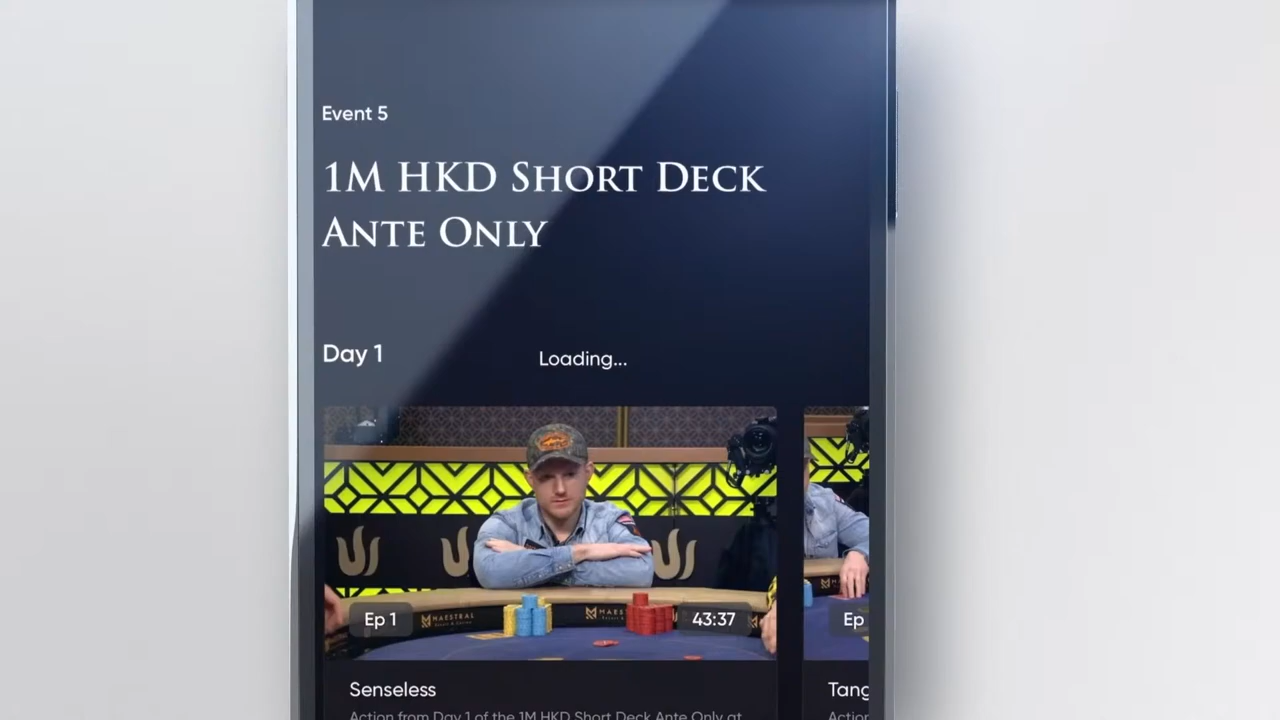 Event 5
1M HKD SHORT DECK
ANTE ONLY
Day 1
Loading...
MAESTRAL
Ep 1
43:37
Ep
Senseless
Tang
Action from Day 1 of the 1M HKD Short Deck Ante Only at
Action